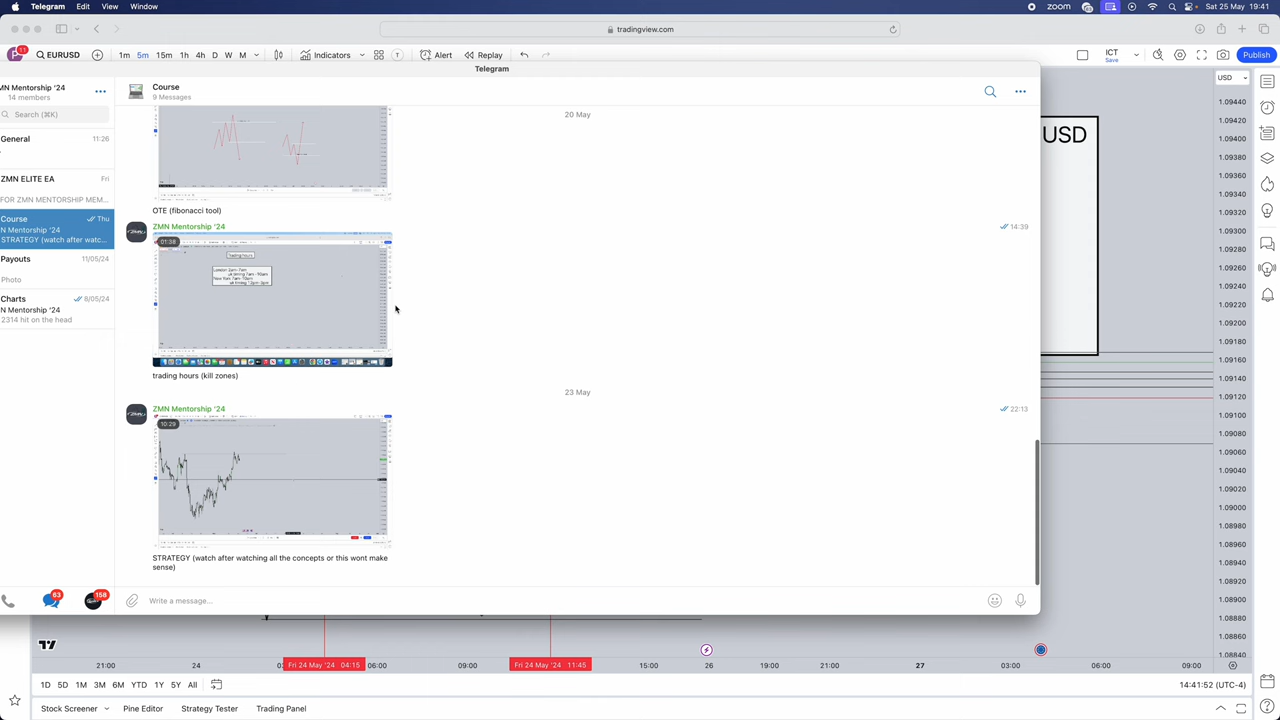 Telegram Edit View Window
zoom
Sat 25 May 19:41
tradingview.com
11
EURUSD
1m 5m 15m 1h 4h D W M
Indicators
Alert
Replay
ICT
Save
Publish
Telegram
MN Mentorship '24
14 members
Search (⌘K)
General 11:26
ZMN ELITE EA Fri
FOR ZMN MENTORSHIP MEM...
Course Thu
N Mentorship '24
STRATEGY (watch after watc...
Payouts 11/05/24
Photo
Charts 8/05/24
N Mentorship '24
2314 hit on the head
63
158
Course
9 Messages
20 May
OTE (fibonacci tool)
ZMN Mentorship '24
14:39
01:38
Trading hours
trading hours (kill zones)
23 May
ZMN Mentorship '24
22:13
10:29
STRATEGY (watch after watching all the concepts or this wont make
sense)
Write a message...
USD
USD
1.09440
1.09420
1.09400
1.09380
1.09360
1.09340
1.09320
1.09300
1.09280
1.09260
1.09240
1.09220
1.09200
1.09180
1.09160
1.09140
1.09120
1.09100
1.09080
1.09060
1.09040
1.09020
1.09000
1.08980
1.08960
1.08940
1.08920
1.08900
1.08880
1.08860
1.08840
21:00 24 Fri 24 May '24 04:15 06:00 09:00 Fri 24 May '24 11:45 15:00 26 19:00 21:00 27 03:00 06:00 09:00
1D 5D 1M 3M 6M YTD 1Y 5Y All
14:41:52 (UTC-4)
Stock Screener Pine Editor Strategy Tester Trading Panel